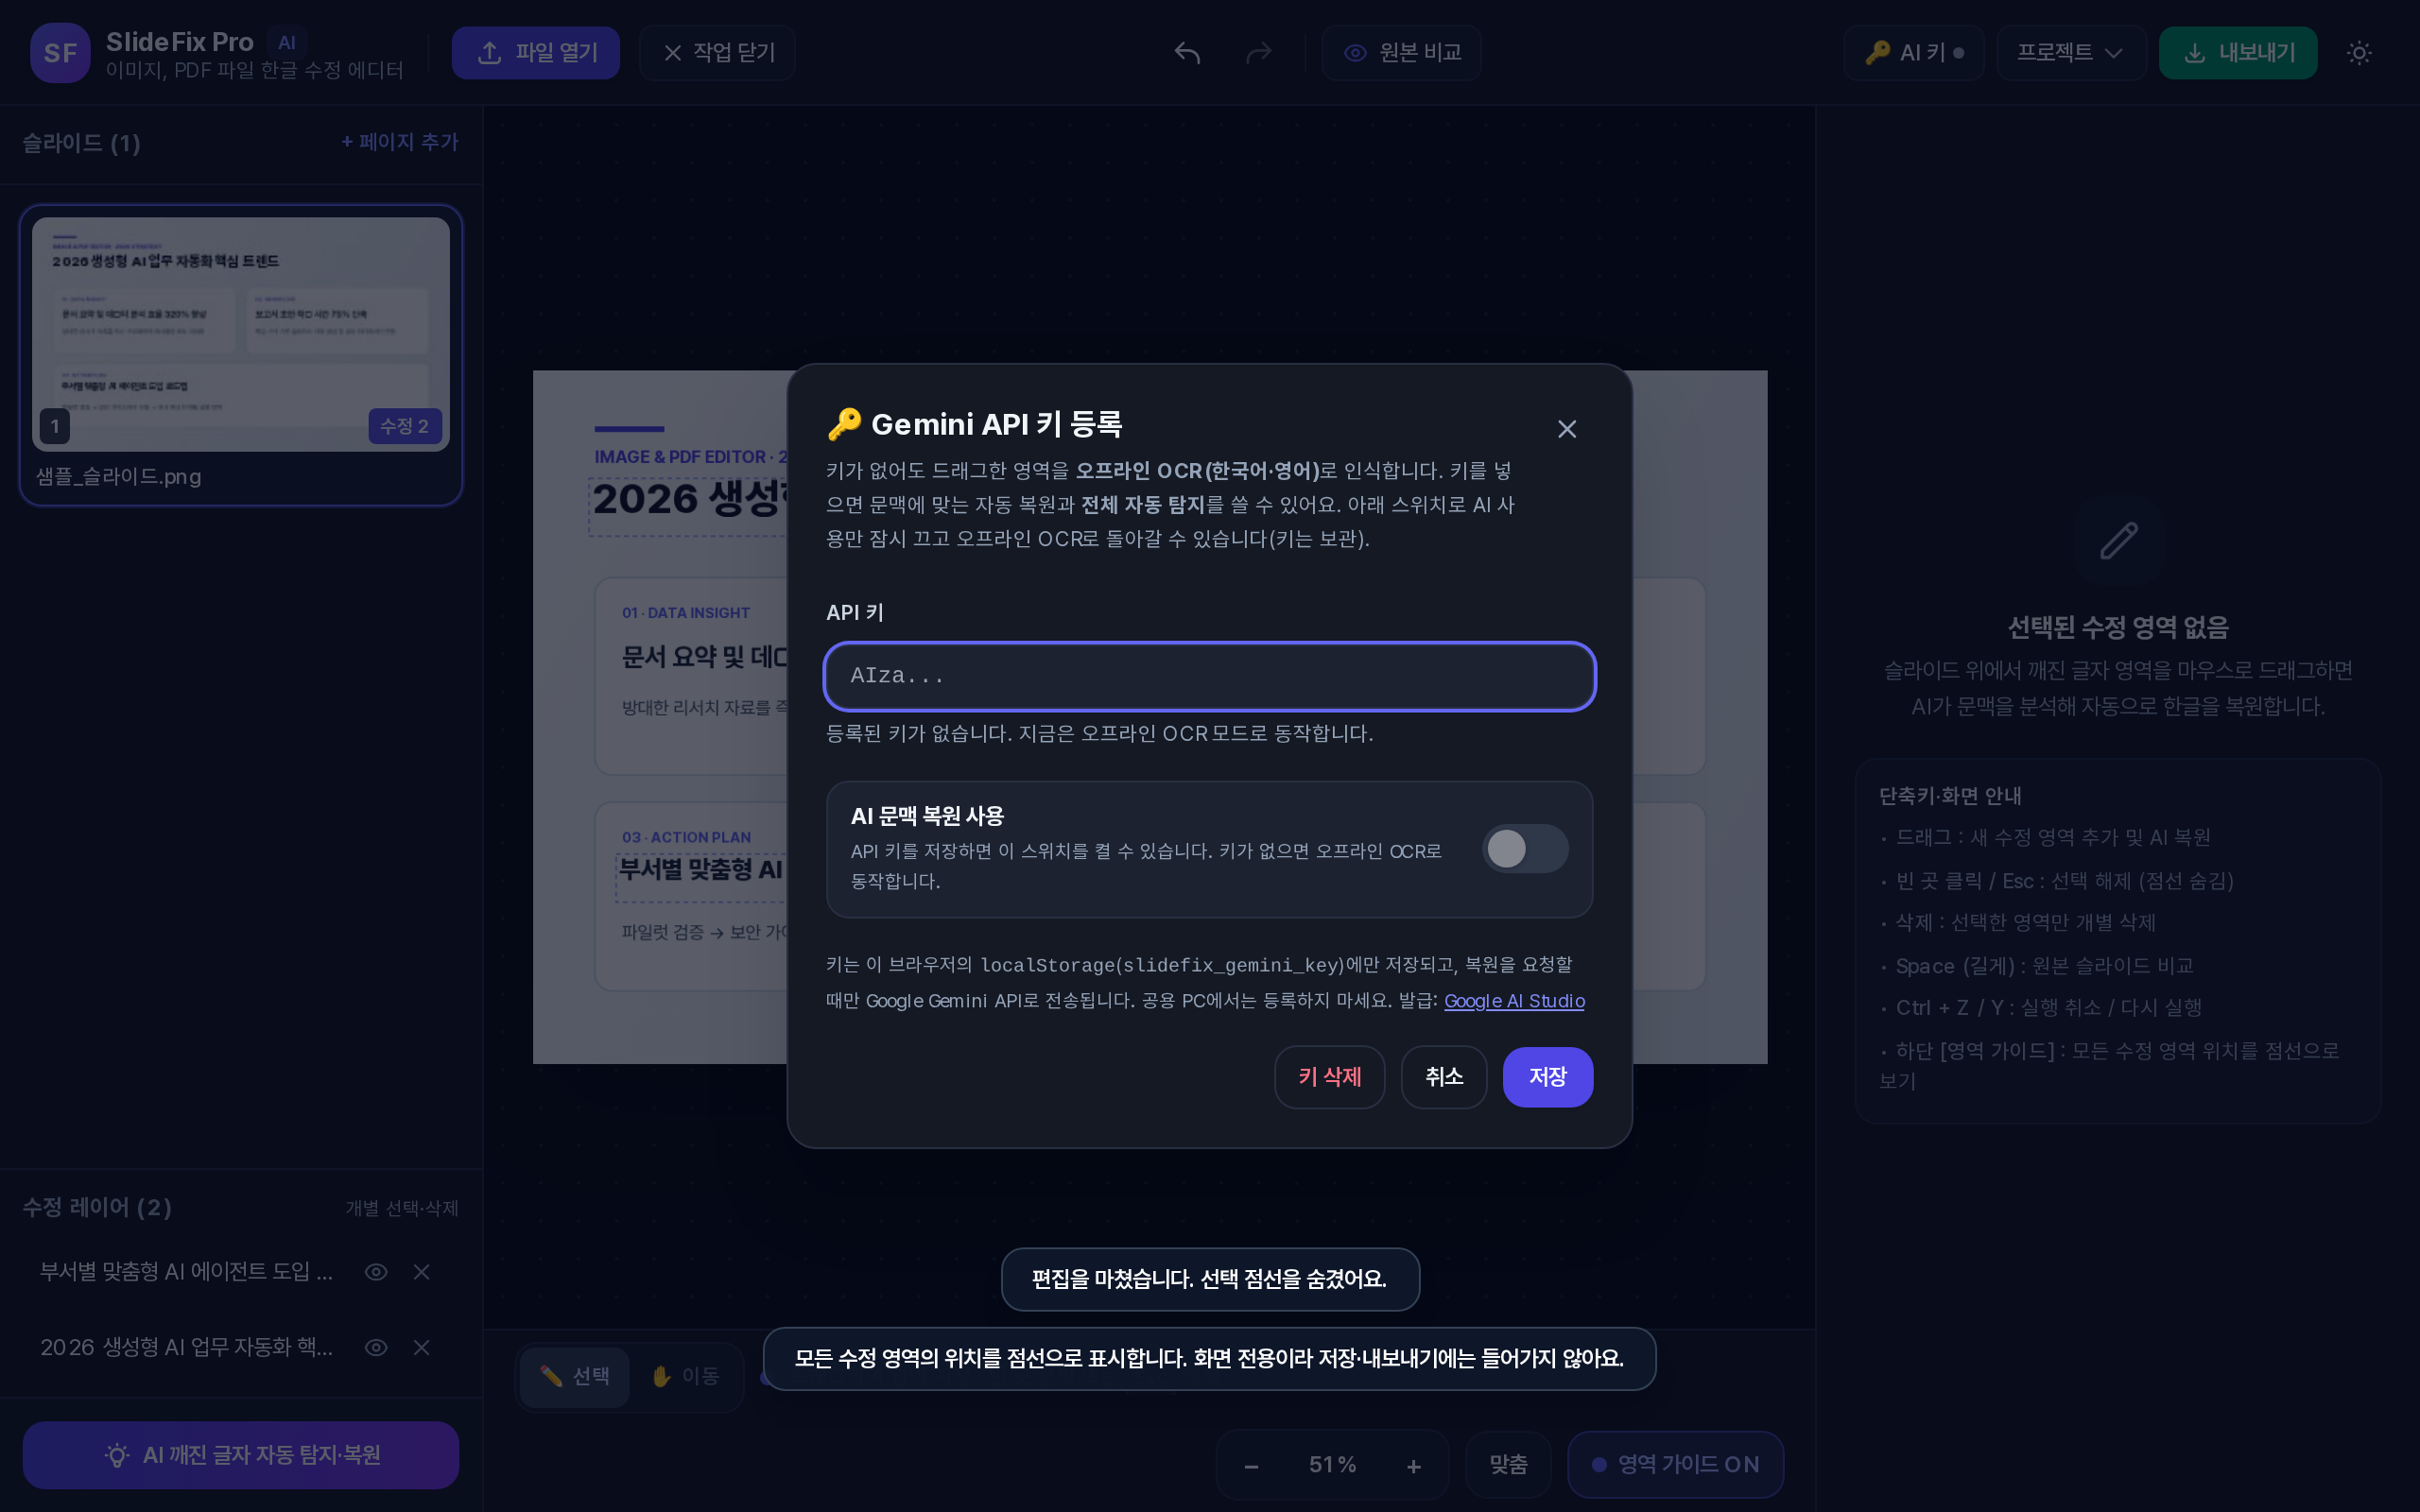 SF
SlideFix Pro AI
이미지, PDF 파일 한글 수정 에디터
파일 열기
작업 닫기
원본 비교
🔑 AI 키
프로젝트
내보내기
슬라이드 (1)
+ 페이지 추가
2026 생성형 AI 업무 자동화 핵심 트렌드
1
수정 2
샘플_슬라이드.png
IMAGE & PDF EDITOR · 2
2026 생성
01 · DATA INSIGHT
문서 요약 및 데
방대한 리서치 자료를
03 · ACTION PLAN
부서별 맞춤형 AI
파일럿 검증 → 보안
🔑 Gemini API 키 등록
키가 없어도 드래그한 영역을 오프라인 OCR(한국어·영어)로 인식합니다. 키를 넣
으면 문맥에 맞는 자동 복원과 전체 자동 탐지를 쓸 수 있어요. 아래 스위치로 AI 사
용만 잠시 끄고 오프라인 OCR로 돌아갈 수 있습니다(키는 보관).
API 키
AIza...
등록된 키가 없습니다. 지금은 오프라인 OCR 모드로 동작합니다.
AI 문맥 복원 사용
API 키를 저장하면 이 스위치를 켤 수 있습니다. 키가 없으면 오프라인 OCR로
동작합니다.
키는 이 브라우저의 localStorage(slidefix_gemini_key)에만 저장되고, 복원을 요청할
때만 Google Gemini API로 전송됩니다. 공용 PC에서는 등록하지 마세요. 발급: Google AI Studio
키 삭제
취소
저장
선택된 수정 영역 없음
슬라이드 위에서 깨진 글자 영역을 마우스로 드래그하면
AI가 문맥을 분석해 자동으로 한글을 복원합니다.
단축키·화면 안내
• 드래그 : 새 수정 영역 추가 및 AI 복원
• 빈 곳 클릭 / Esc : 선택 해제 (점선 숨김)
• 삭제 : 선택한 영역만 개별 삭제
• Space (길게) : 원본 슬라이드 비교
• Ctrl + Z / Y : 실행 취소 / 다시 실행
• 하단 [영역 가이드] : 모든 수정 영역 위치를 점선으로
보기
수정 레이어 (2)
개별 선택·삭제
부서별 맞춤형 AI 에이전트 도입 ...
2026 생성형 AI 업무 자동화 핵...
AI 깨진 글자 자동 탐지·복원
편집을 마쳤습니다. 선택 점선을 숨겼어요.
모든 수정 영역의 위치를 점선으로 표시합니다. 화면 전용이라 저장·내보내기에는 들어가지 않아요.
✏️ 선택
✋ 이동
− 51% +
맞춤
영역 가이드 ON